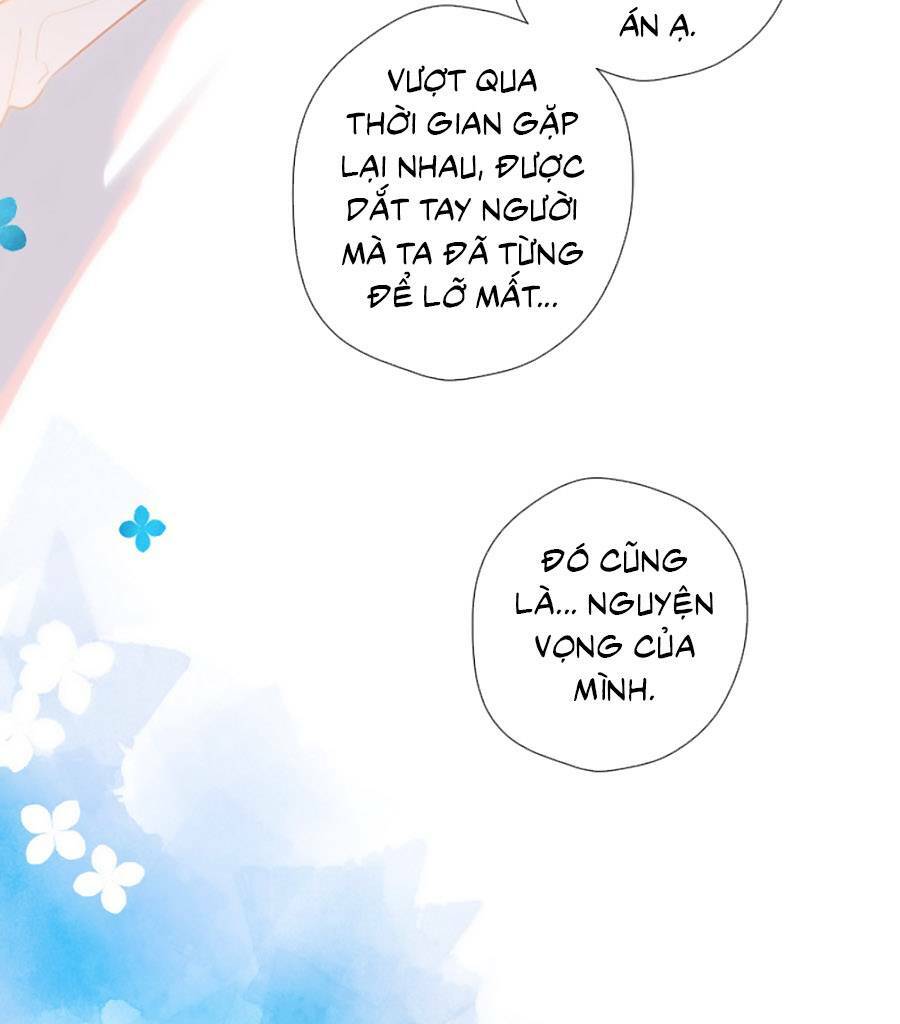 ÁN Ạ.
VƯỢT QUA
THỜI GIAN GẶP
LẠI NHAU, ĐƯỢC
DẮT TAY NGƯỜI
MÀ TA ĐÃ TỪNG
ĐỂ LỠ MẤT...
ĐÓ CŨNG
LÀ... NGUYỆN
VỌNG CỦA
MÌNH.